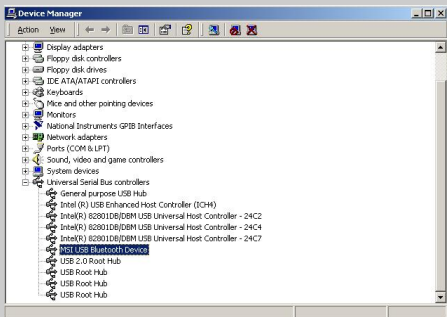 Device Manager
Action View
Display adapters
Floppy disk controllers
Floppy disk drives
IDE ATA/ATAPI controllers
Keyboards
Mice and other pointing devices
Monitors
National Instruments GPIB Interfaces
Network adapters
Ports (COM & LPT)
Sound, video and game controllers
System devices
Universal Serial Bus controllers
General purpose USB Hub
Intel (R) USB Enhanced Host Controller (ICH4)
Intel(R) 82801DB/DBM USB Universal Host Controller - 24C2
Intel(R) 82801DB/DBM USB Universal Host Controller - 24C4
Intel(R) 82801DB/DBM USB Universal Host Controller - 24C7
MSI USB Bluetooth Device
USB 2.0 Root Hub
USB Root Hub
USB Root Hub
USB Root Hub